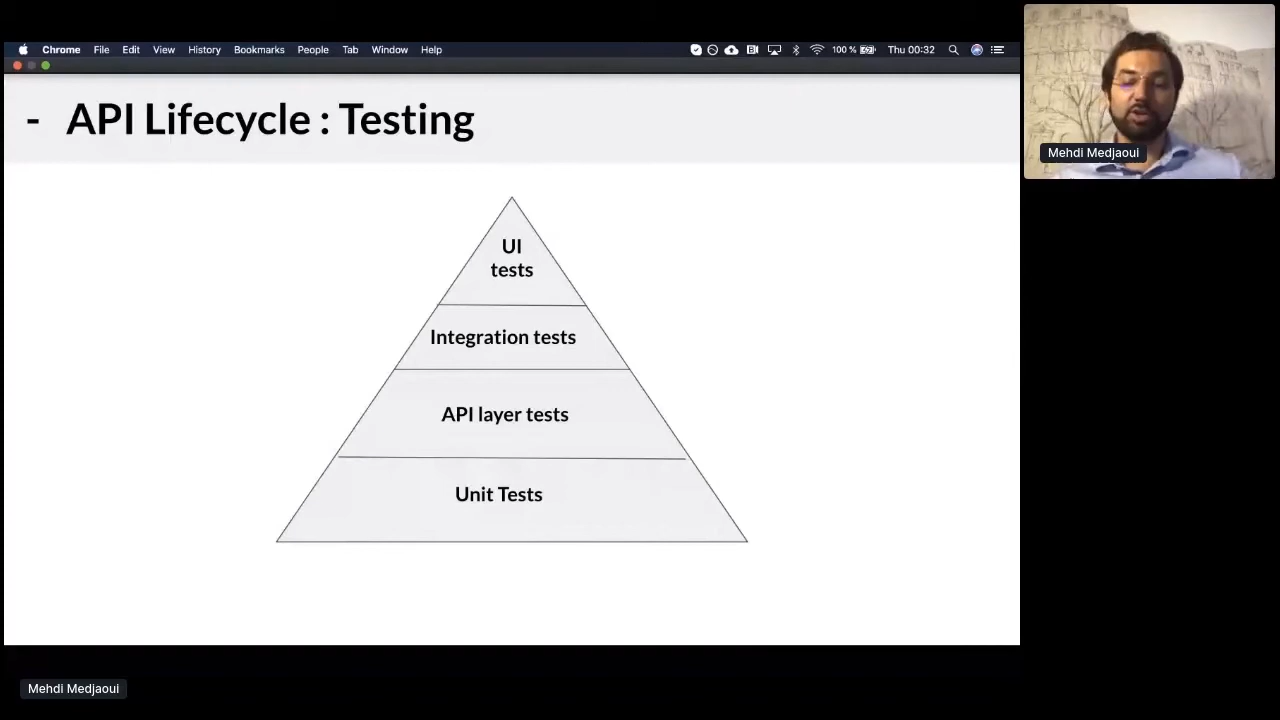 Chrome File Edit View History Bookmarks People Tab Window Help 100 % Thu 00:32
- API Lifecycle : Testing
UI
tests
Integration tests
API layer tests
Unit Tests
Mehdi Medjaoui
Mehdi Medjaoui